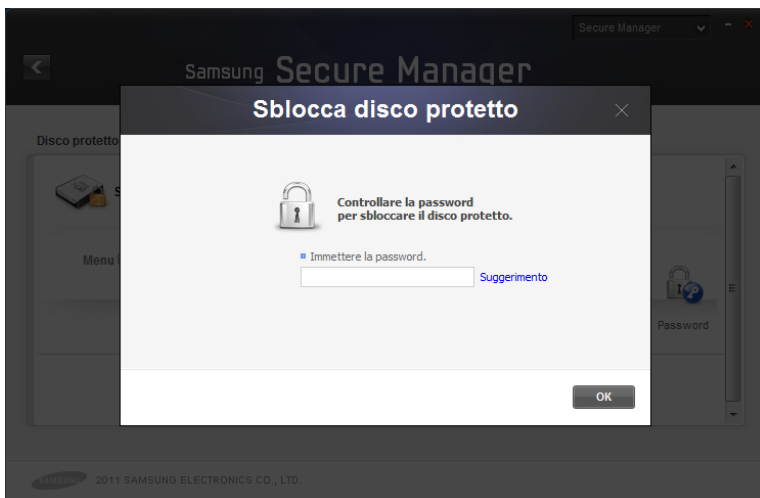 Secure Manager
Samsung Secure Manager
Sblocca disco protetto
Disco protetto
S
Controllare la password
per sbloccare il disco protetto.
Menu
Immettere la password.
Suggerimento
Password
OK
SAMSUNG 2011 SAMSUNG ELECTRONICS CO., LTD.